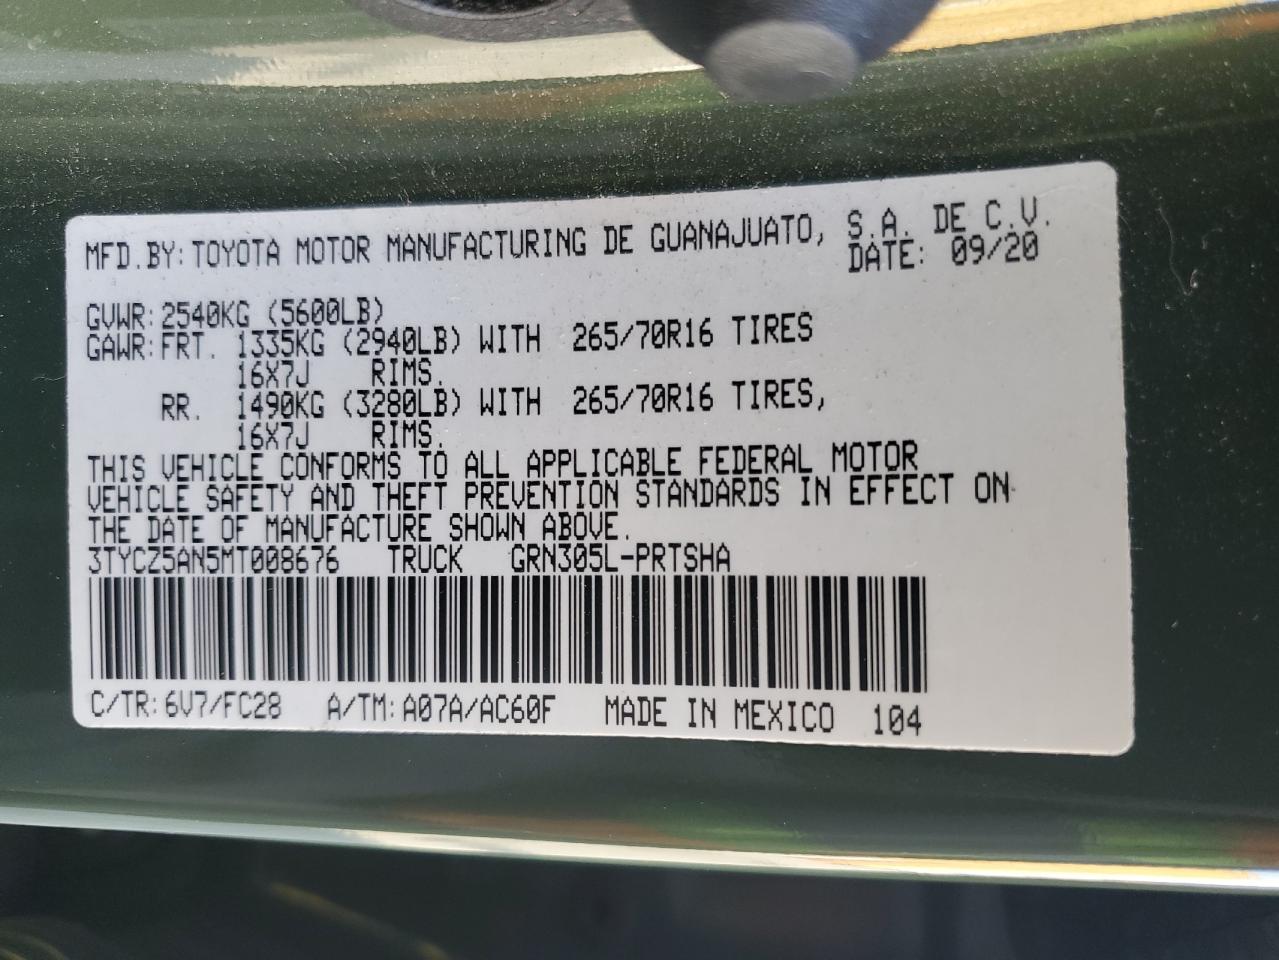 MFD.BY: TOYOTA MOTOR MANUFACTURING DE GUANAJUATO, S.A. DE C.V.
DATE: 09/20
GVWR: 2540KG (5600LB)
GAWR: FRT. 1335KG (2940LB) WITH 265/70R16 TIRES
16X7J RIMS.
RR. 1490KG (3280LB) WITH 265/70R16 TIRES,
16X7J RIMS.
THIS VEHICLE CONFORMS TO ALL APPLICABLE FEDERAL MOTOR
VEHICLE SAFETY AND THEFT PREVENTION STANDARDS IN EFFECT ON
THE DATE OF MANUFACTURE SHOWN ABOVE.
3TYCZ5AN5MT008676 TRUCK GRN305L-PRTSHA
C/TR: 6V7/FC28 A/TM: A07A/AC60F MADE IN MEXICO 104